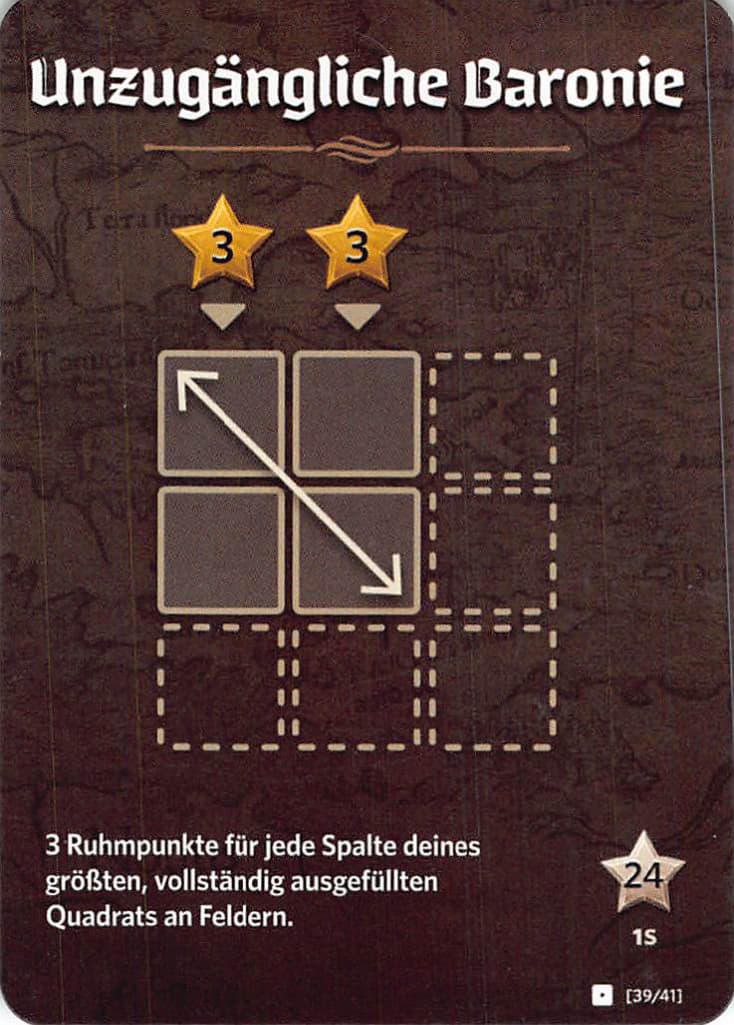 Unzugängliche Baronie
3 3
3 Ruhmpunkte für jede Spalte deines
größten, vollständig ausgefüllten
Quadrats an Feldern.
24
1S
[39/41]